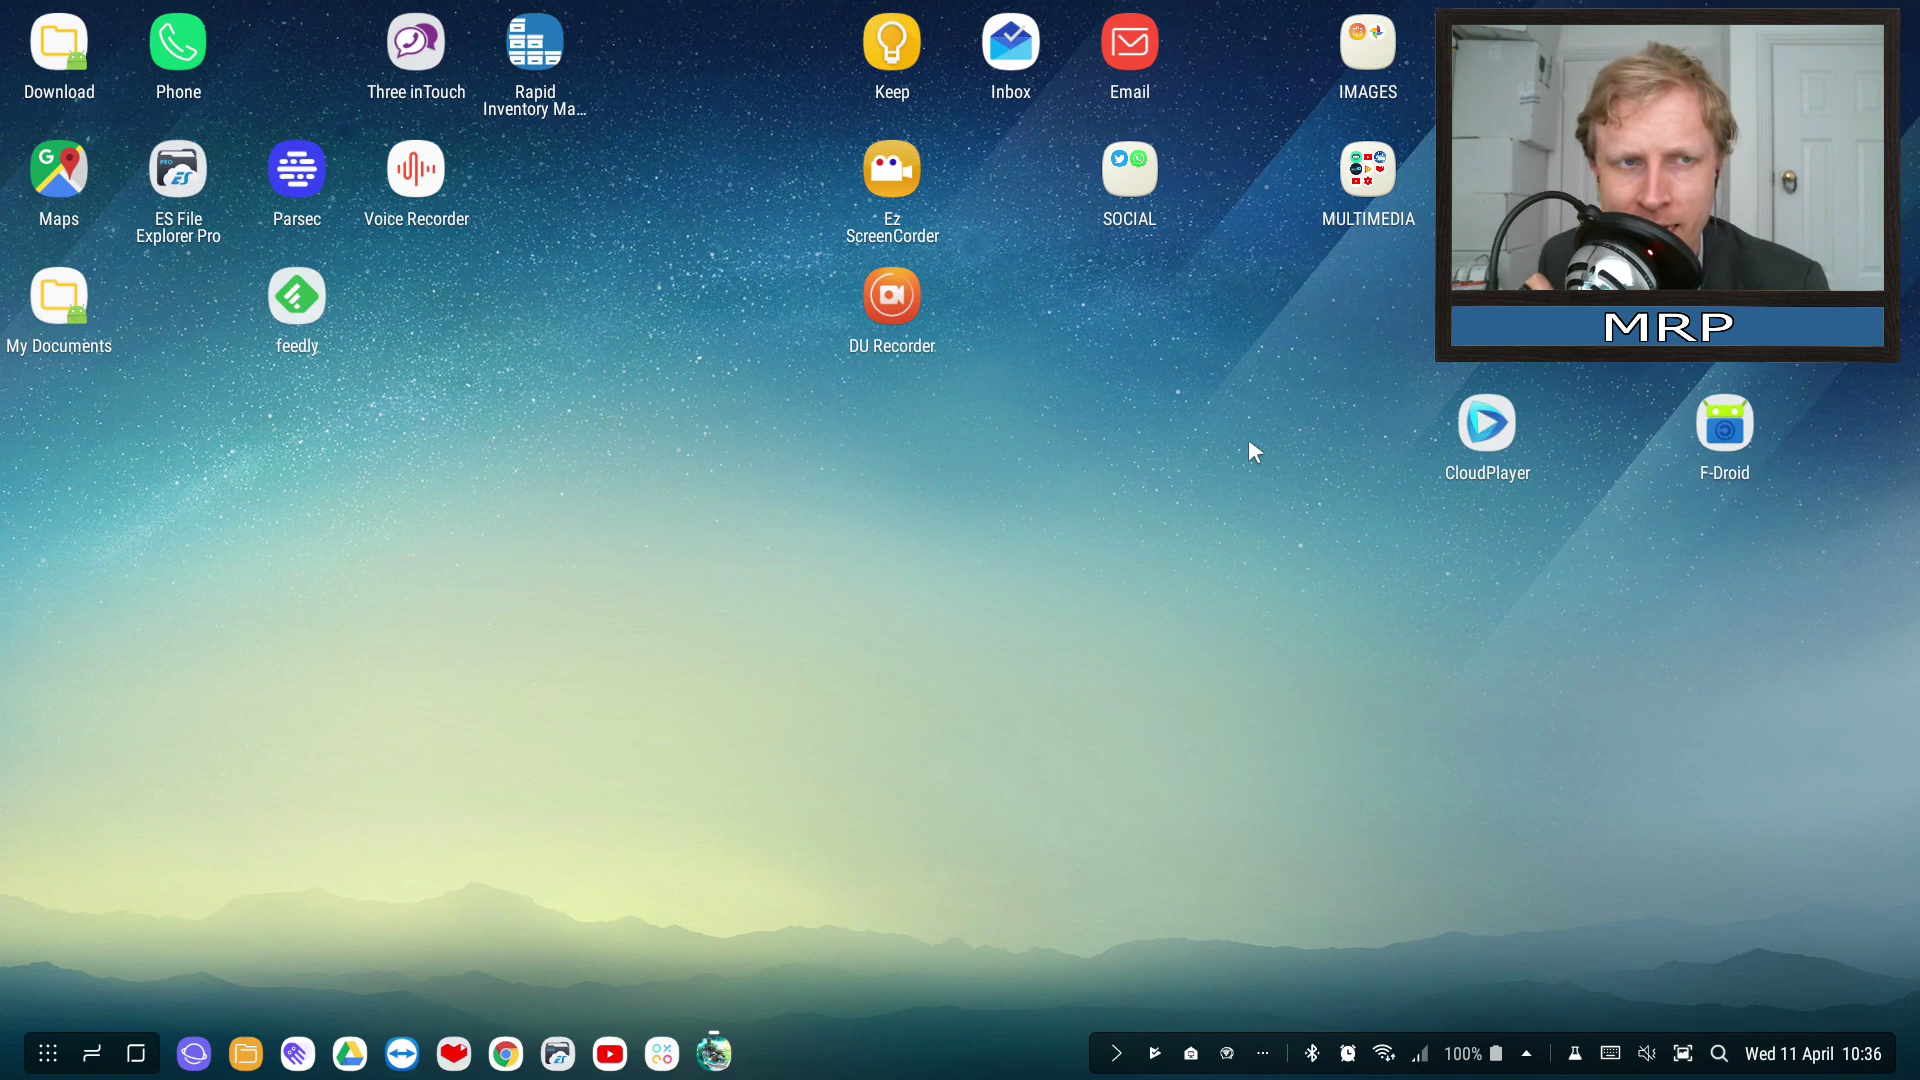 Download
Phone
Three inTouch
Rapid
Inventory Ma...
Keep
Inbox
Email
IMAGES
Maps
ES File
Explorer Pro
Parsec
Voice Recorder
Ez
ScreenCorder
SOCIAL
MULTIMEDIA
My Documents
feedly
DU Recorder
MRP
CloudPlayer
F-Droid
100%
Wed 11 April 10:36